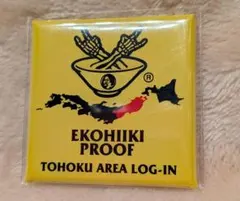 ®
EKOHIIKI
PROOF
TOHOKU AREA LOG-IN